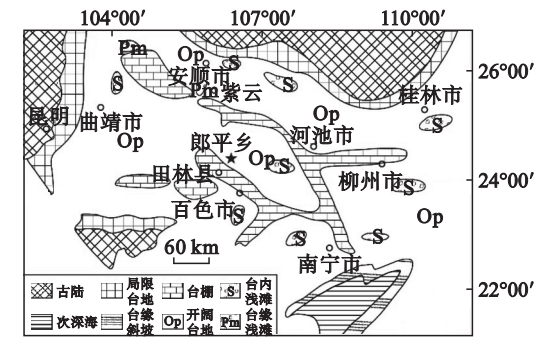 104°00′ 107°00′ 110°00′
Pm Op S
安顺市
26°00′
S Pm 紫云 S
桂林市
昆明 曲靖市 Op S
Op 郎平乡 河池市
Op S
田林县 柳州市
24°00′
百色市 S
S Op
S S
60 km 南宁市
22°00′
古陆 局限台地 台棚 S 台内浅滩
次深海 台缘斜坡 Op 开阔台地 Pm 台缘浅滩